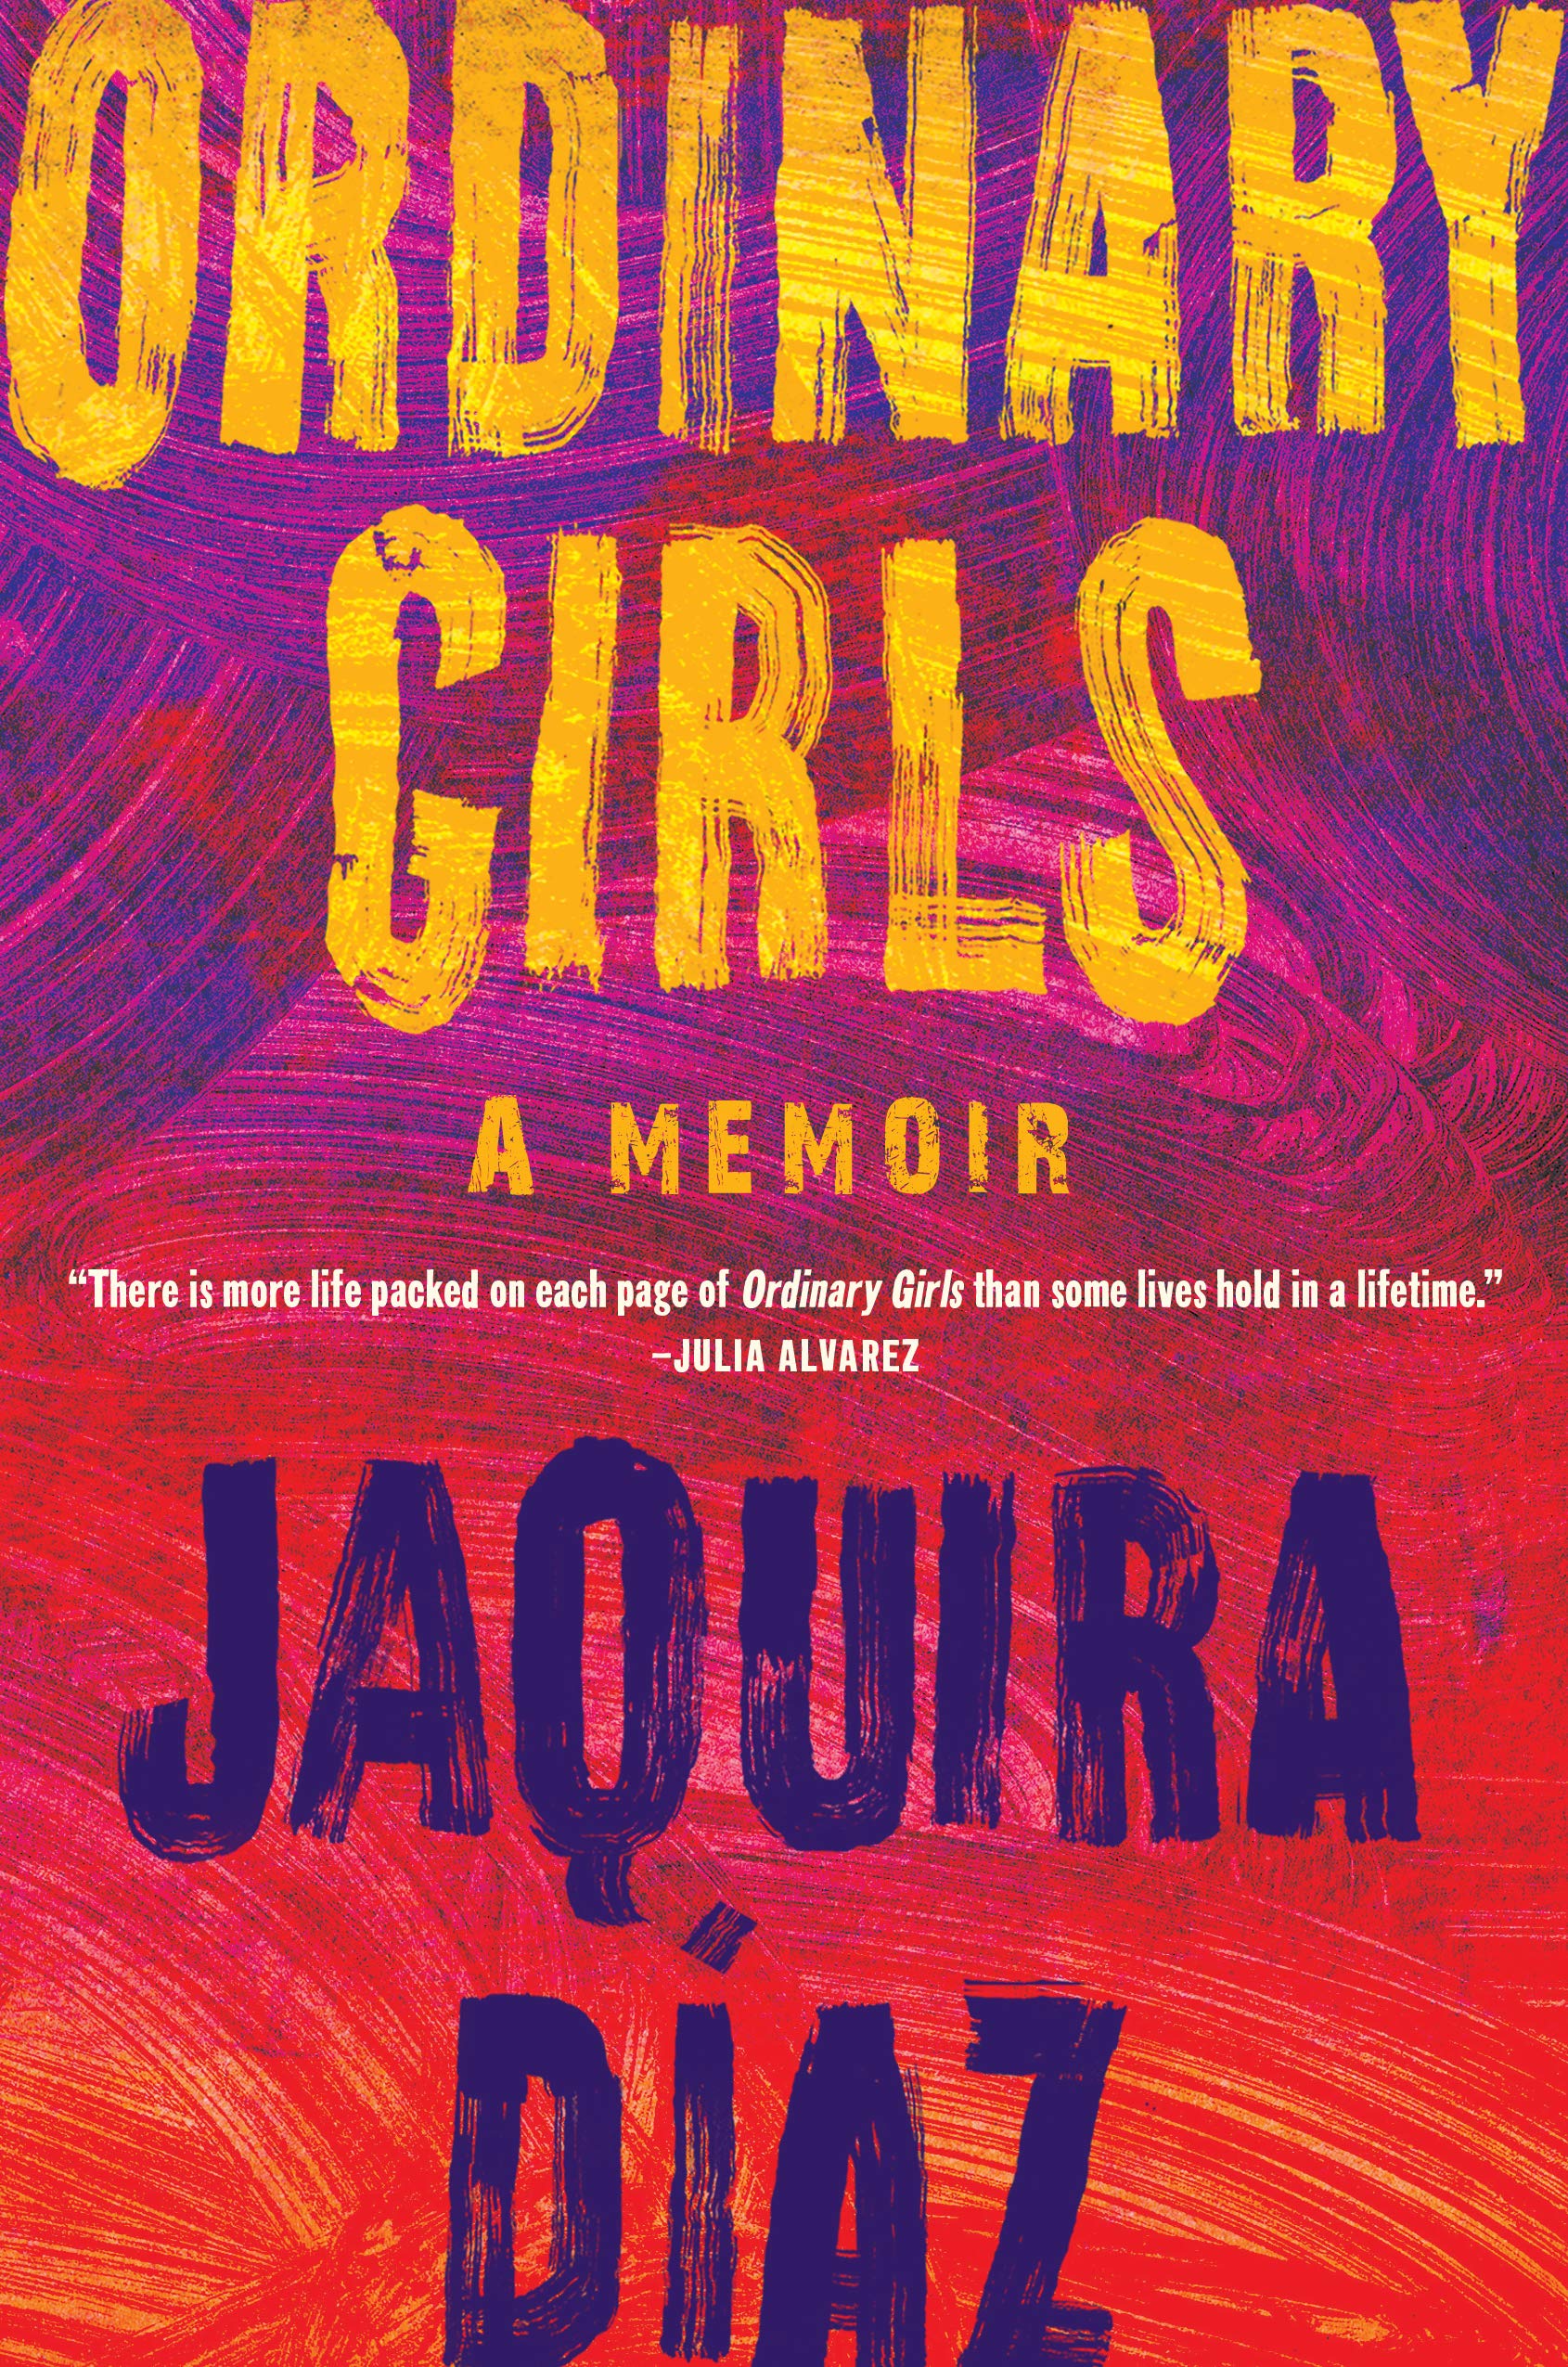 ORDINARY
GIRLS
A MEMOIR
“There is more life packed on each page of Ordinary Girls than some lives hold in a lifetime.”
–JULIA ALVAREZ
JAQUIRA
DÍAZ